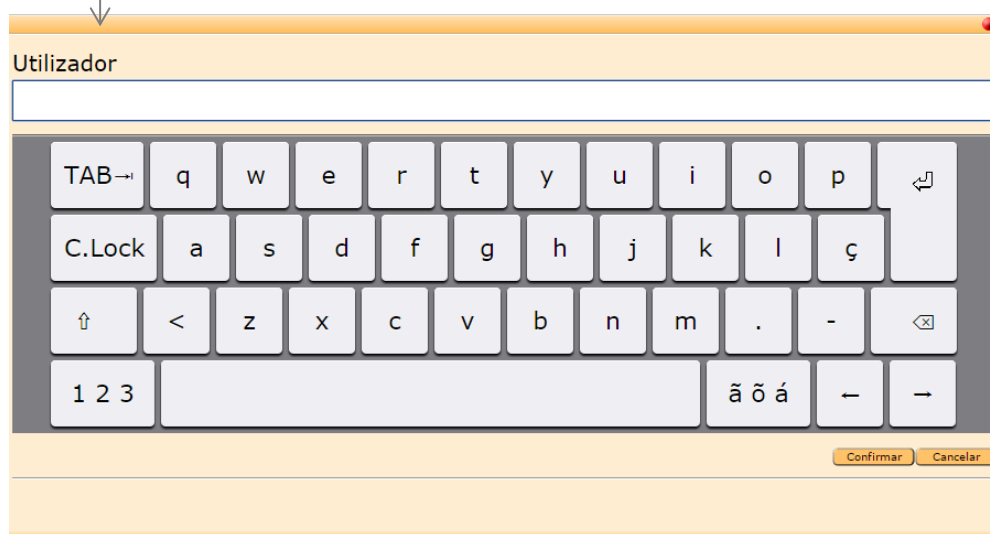 Utilizador
TAB→ q w e r t y u i o p ⏎
C.Lock a s d f g h j k l ç
⇧ < z x c v b n m . - ⌫
1 2 3 ã õ á ← →
Confirmar Cancelar